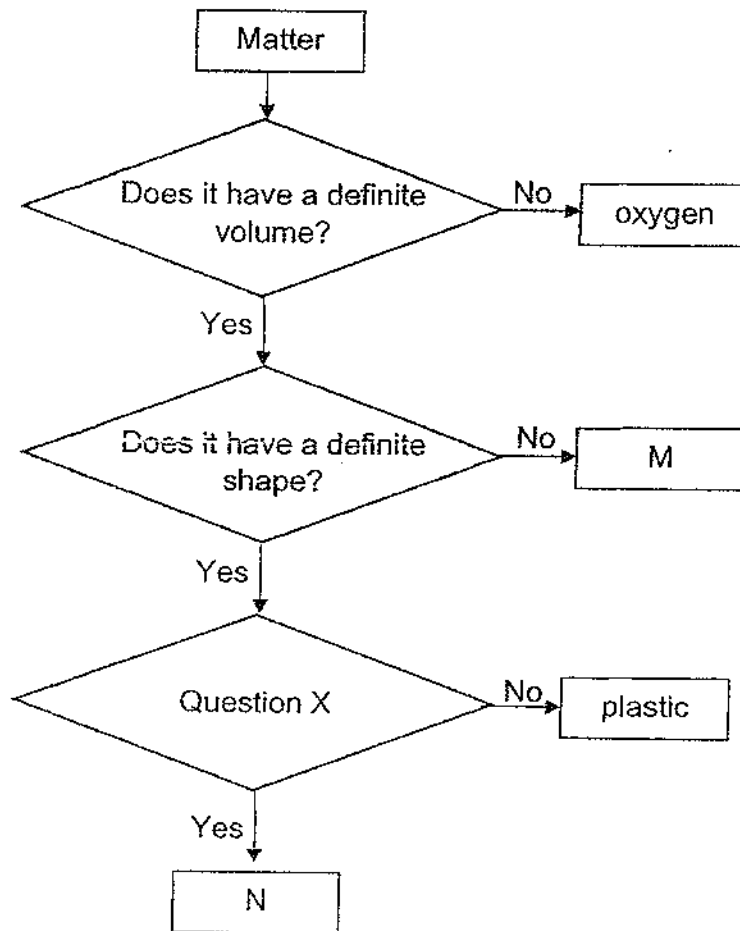 Matter
Does it have a definite
volume?
No
oxygen
Yes
Does it have a definite
shape?
No
M
Yes
Question X
No
plastic
Yes
N